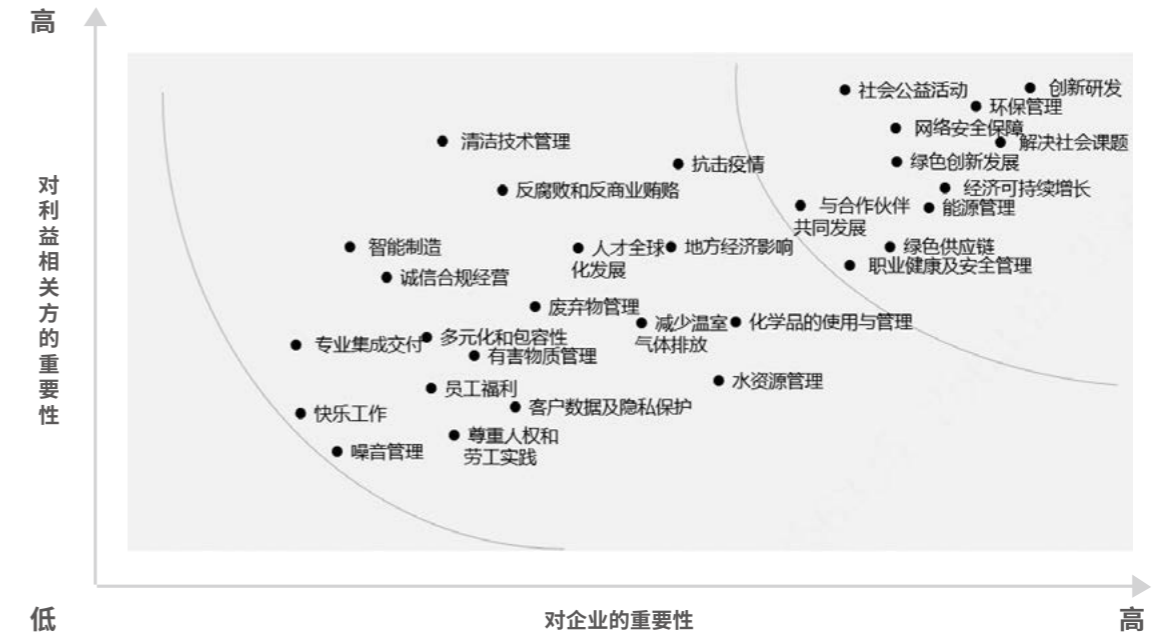 高
社会公益活动
创新研发
环保管理
网络安全保障
清洁技术管理
解决社会课题
抗击疫情
绿色创新发展
反腐败和反商业贿赂
经济可持续增长
与合作伙伴
共同发展
能源管理
智能制造
人才全球
化发展
地方经济影响
绿色供应链
诚信合规经营
职业健康及安全管理
废弃物管理
减少温室
气体排放
化学品的使用与管理
专业集成交付
多元化和包容性
有害物质管理
水资源管理
员工福利
客户数据及隐私保护
快乐工作
尊重人权和
劳工实践
噪音管理
对利益相关方的重要性
低
对企业的重要性
高